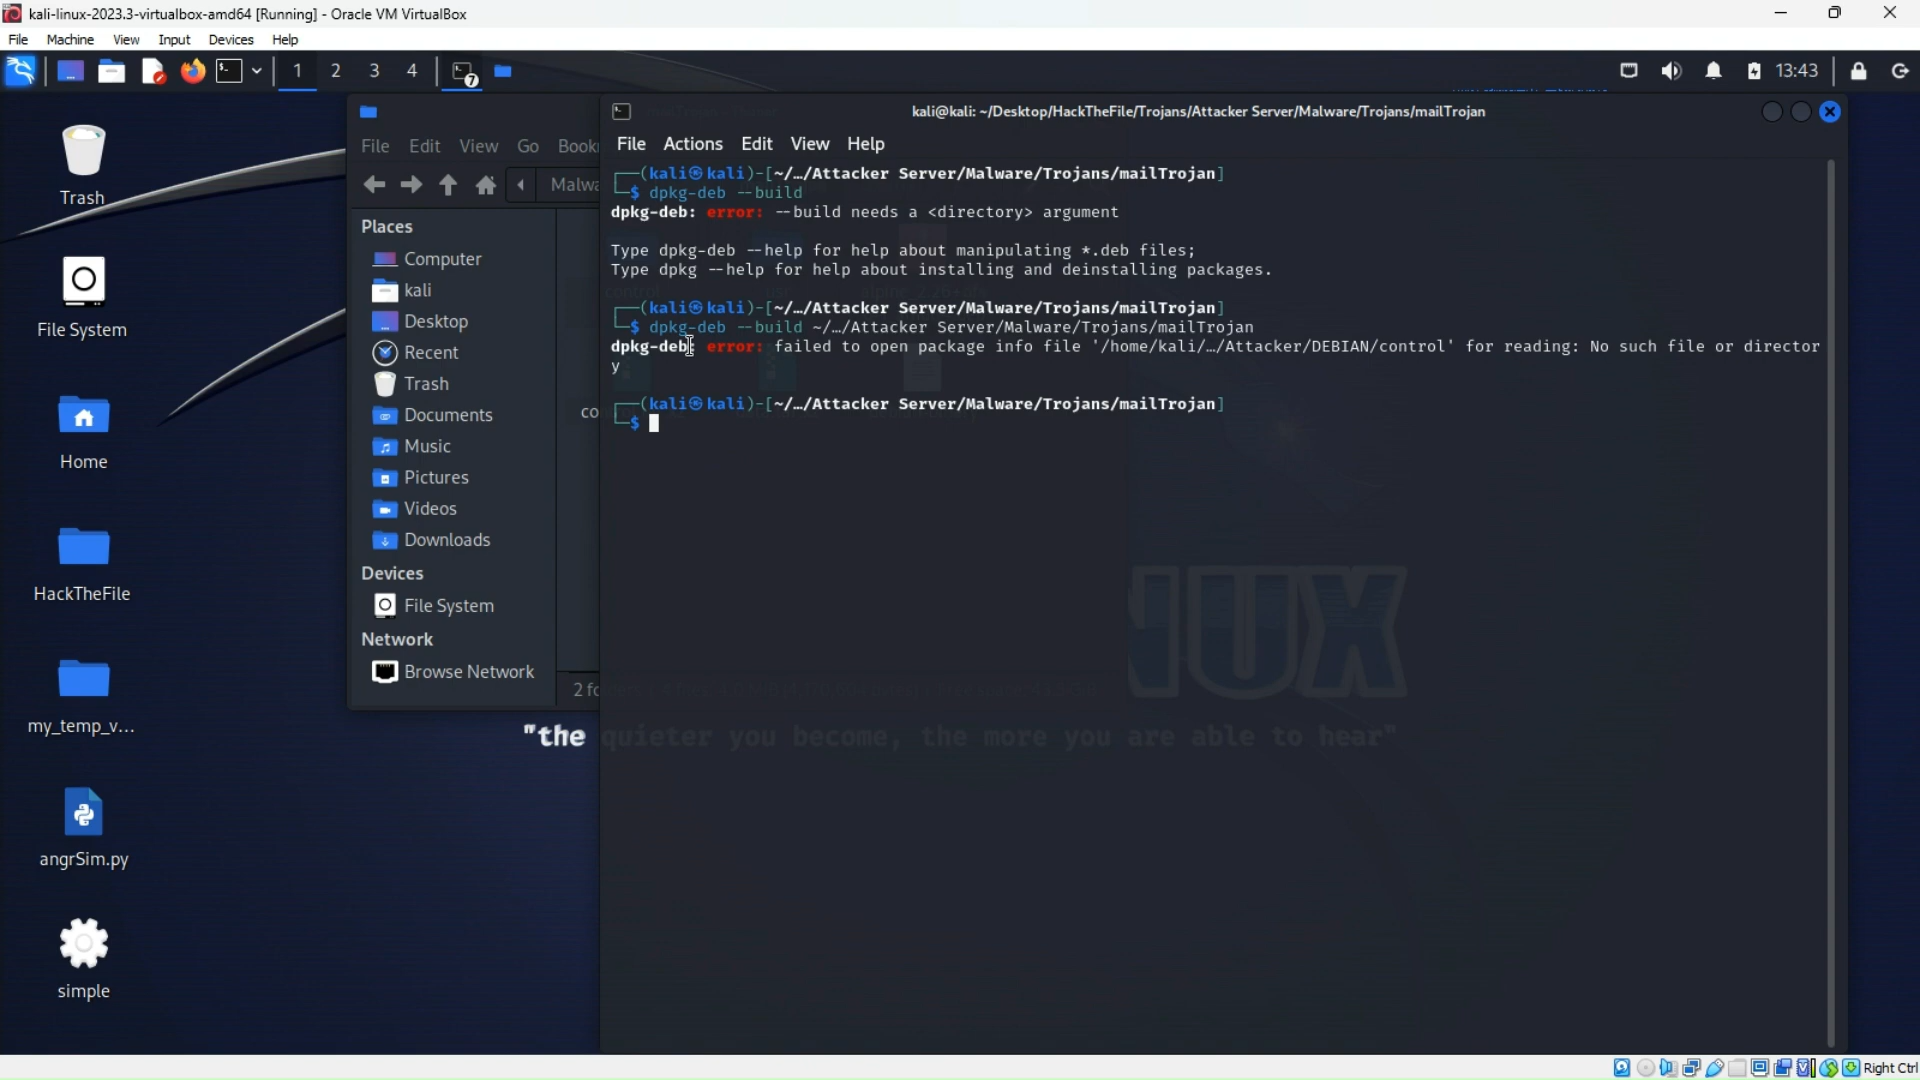 kali-linux-2023.3-virtualbox-amd64 [Running] - Oracle VM VirtualBox
File Machine View Input Devices Help
1 2 3 4 7 13:43
kali@kali: ~/Desktop/HackTheFile/Trojans/Attacker Server/Malware/Trojans/mailTrojan
File Actions Edit View Help
┌──(kali㉿kali)-[~/…/Attacker Server/Malware/Trojans/mailTrojan]
└─$ dpkg-deb --build
dpkg-deb: error: --build needs a <directory> argument
Type dpkg-deb --help for help about manipulating *.deb files;
Type dpkg --help for help about installing and deinstalling packages.
┌──(kali㉿kali)-[~/…/Attacker Server/Malware/Trojans/mailTrojan]
└─$ dpkg-deb --build ~/…/Attacker Server/Malware/Trojans/mailTrojan
dpkg-deb: error: failed to open package info file '/home/kali/…/Attacker/DEBIAN/control' for reading: No such file or director
y
┌──(kali㉿kali)-[~/…/Attacker Server/Malware/Trojans/mailTrojan]
└─$
File Edit View Go Bookm
Malwa
Places
Computer
kali
Desktop
Recent
Trash
Documents
Music
Pictures
Videos
Downloads
Devices
File System
Network
Browse Network
co
2 fo
Trash
File System
Home
HackTheFile
my_temp_v...
angrSim.py
simple
NUX
"the quieter you become, the more you are able to hear"
Right Ctrl